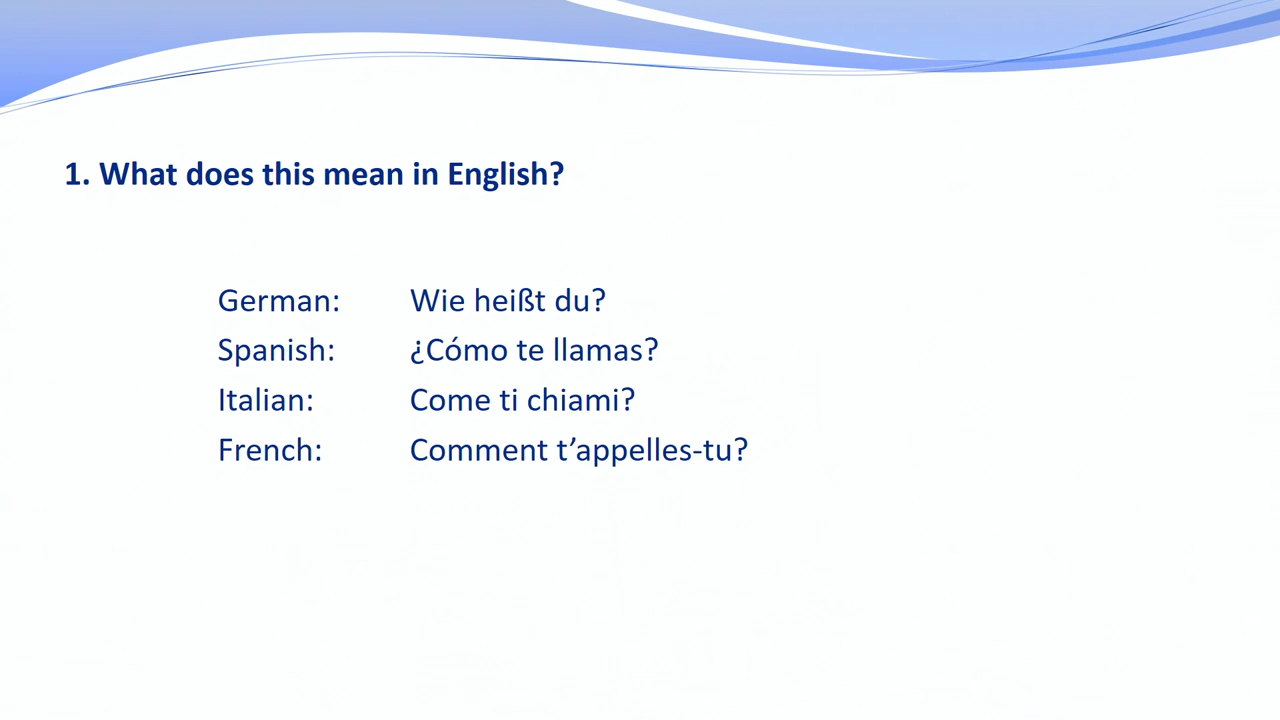 1. What does this mean in English?
German: Wie heißt du?
Spanish: ¿Cómo te llamas?
Italian: Come ti chiami?
French: Comment t’appelles-tu?